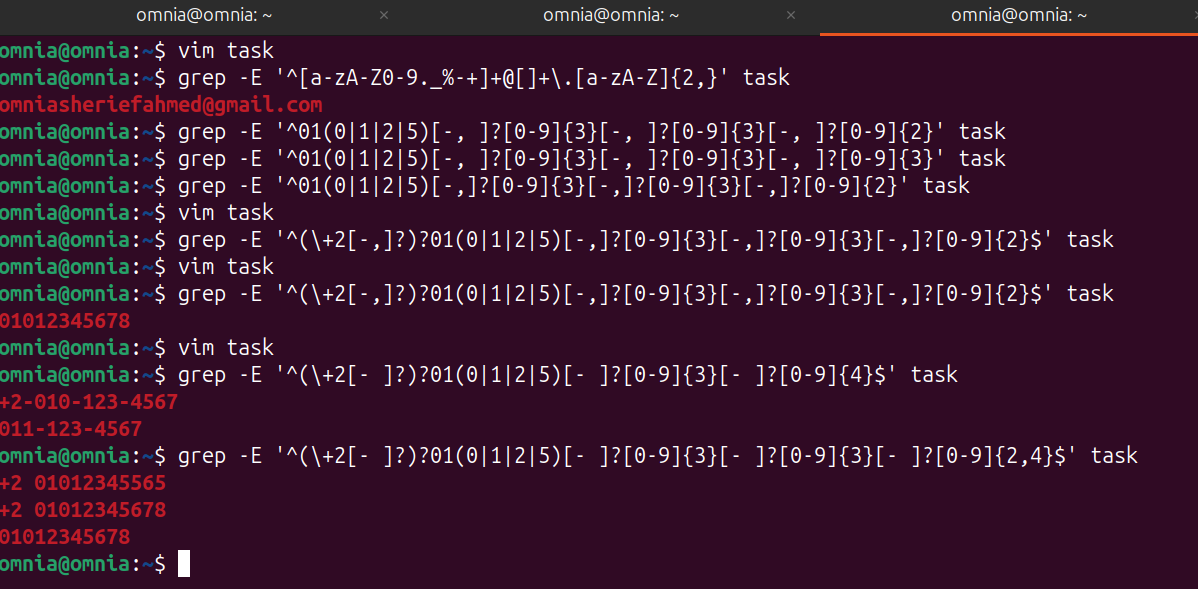 omnia@omnia: ~ × omnia@omnia: ~ × omnia@omnia: ~
omnia@omnia:~$ vim task
omnia@omnia:~$ grep -E '^[a-zA-Z0-9._%-+]+@[]+\.[a-zA-Z]{2,}' task
omniasheriefahmed@gmail.com
omnia@omnia:~$ grep -E '^01(0|1|2|5)[-, ]?[0-9]{3}[-, ]?[0-9]{3}[-, ]?[0-9]{2}' task
omnia@omnia:~$ grep -E '^01(0|1|2|5)[-, ]?[0-9]{3}[-, ]?[0-9]{3}[-, ]?[0-9]{3}' task
omnia@omnia:~$ grep -E '^01(0|1|2|5)[-,]?[0-9]{3}[-,]?[0-9]{3}[-,]?[0-9]{2}' task
omnia@omnia:~$ vim task
omnia@omnia:~$ grep -E '^(\+2[-,]?)?01(0|1|2|5)[-,]?[0-9]{3}[-,]?[0-9]{3}[-,]?[0-9]{2}$' task
omnia@omnia:~$ vim task
omnia@omnia:~$ grep -E '^(\+2[-,]?)?01(0|1|2|5)[-,]?[0-9]{3}[-,]?[0-9]{3}[-,]?[0-9]{2}$' task
01012345678
omnia@omnia:~$ vim task
omnia@omnia:~$ grep -E '^(\+2[- ]?)?01(0|1|2|5)[- ]?[0-9]{3}[- ]?[0-9]{4}$' task
+2-010-123-4567
011-123-4567
omnia@omnia:~$ grep -E '^(\+2[- ]?)?01(0|1|2|5)[- ]?[0-9]{3}[- ]?[0-9]{3}[- ]?[0-9]{2,4}$' task
+2 01012345565
+2 01012345678
01012345678
omnia@omnia:~$